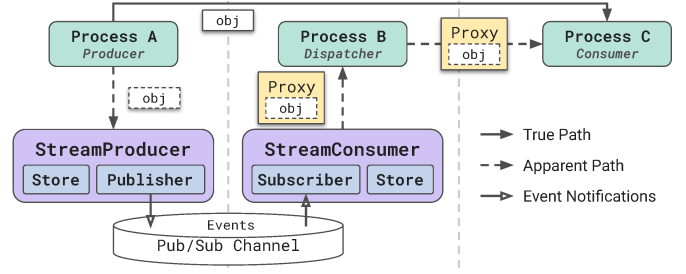 obj
Process A
Producer
Process B
Dispatcher
Proxy
obj
Process C
Consumer
obj
Proxy
obj
StreamProducer
Store
Publisher
StreamConsumer
Subscriber
Store
True Path
Apparent Path
Event Notifications
Events
Pub/Sub Channel